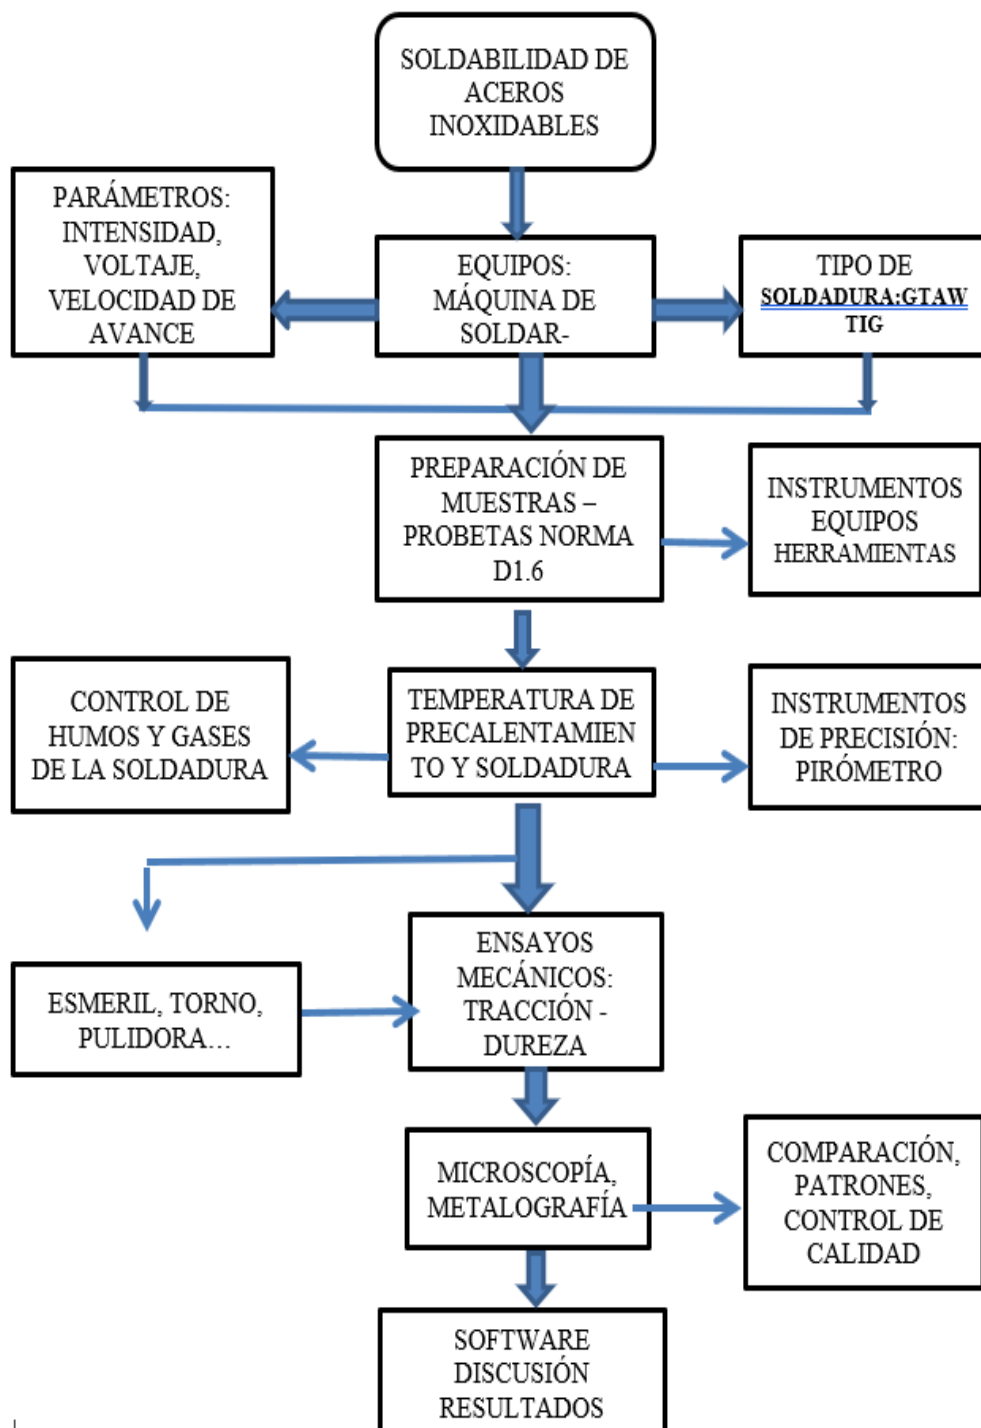 SOLDABILIDAD DE
ACEROS
INOXIDABLES
PARÁMETROS:
INTENSIDAD,
VOLTAJE,
VELOCIDAD DE
AVANCE
EQUIPOS:
MÁQUINA DE
SOLDAR-
TIPO DE
SOLDADURA:GTAW
TIG
PREPARACIÓN DE
MUESTRAS –
PROBETAS NORMA
D1.6
INSTRUMENTOS
EQUIPOS
HERRAMIENTAS
CONTROL DE
HUMOS Y GASES
DE LA SOLDADURA
TEMPERATURA DE
PRECALENTAMIEN
TO Y SOLDADURA
INSTRUMENTOS
DE PRECISIÓN:
PIRÓMETRO
ESMERIL, TORNO,
PULIDORA…
ENSAYOS
MECÁNICOS:
TRACCIÓN -
DUREZA
MICROSCOPÍA,
METALOGRAFÍA
COMPARACIÓN,
PATRONES,
CONTROL DE
CALIDAD
SOFTWARE
DISCUSIÓN
RESULTADOS